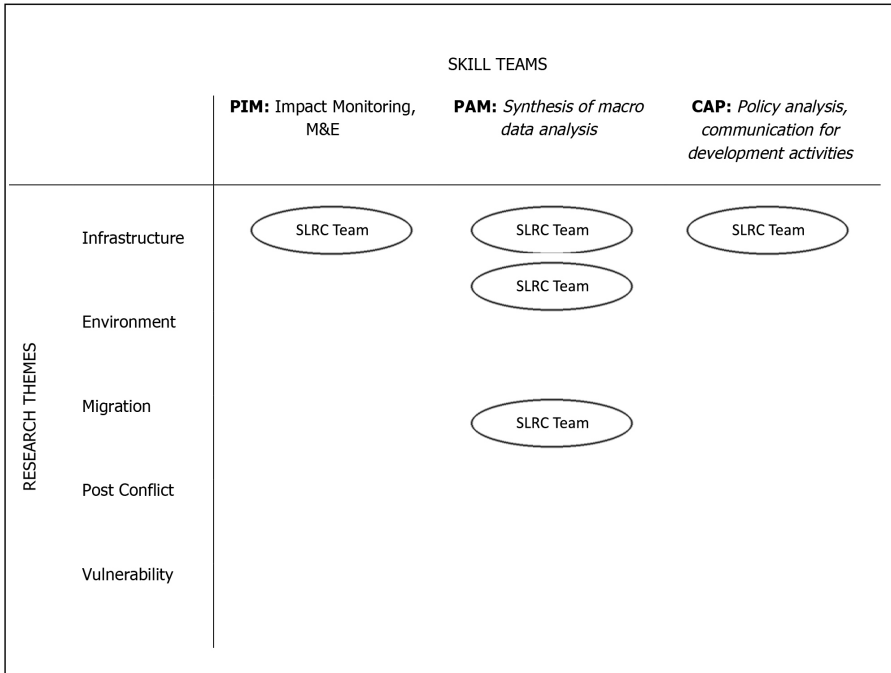 SKILL TEAMS
PIM: Impact Monitoring,
M&E
PAM: Synthesis of macro
data analysis
CAP: Policy analysis,
communication for
development activities
RESEARCH THEMES
Infrastructure
SLRC Team
SLRC Team
SLRC Team
SLRC Team
Environment
Migration
SLRC Team
Post Conflict
Vulnerability